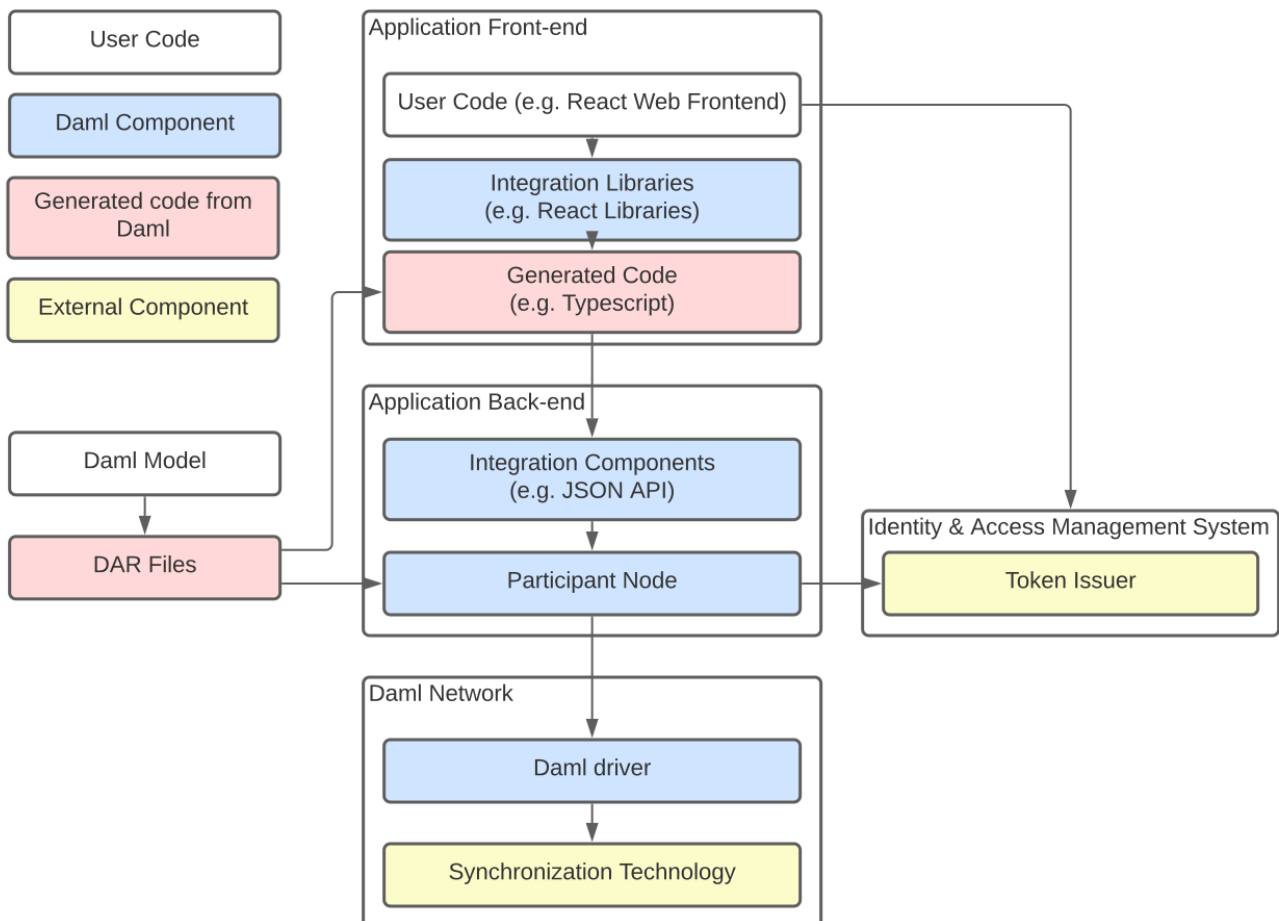 User Code
Daml Component
Generated code from
Daml
External Component
Daml Model
DAR Files
Application Front-end
User Code (e.g. React Web Frontend)
Integration Libraries
(e.g. React Libraries)
Generated Code
(e.g. Typescript)
Application Back-end
Integration Components
(e.g. JSON API)
Participant Node
Identity & Access Management System
Token Issuer
Daml Network
Daml driver
Synchronization Technology